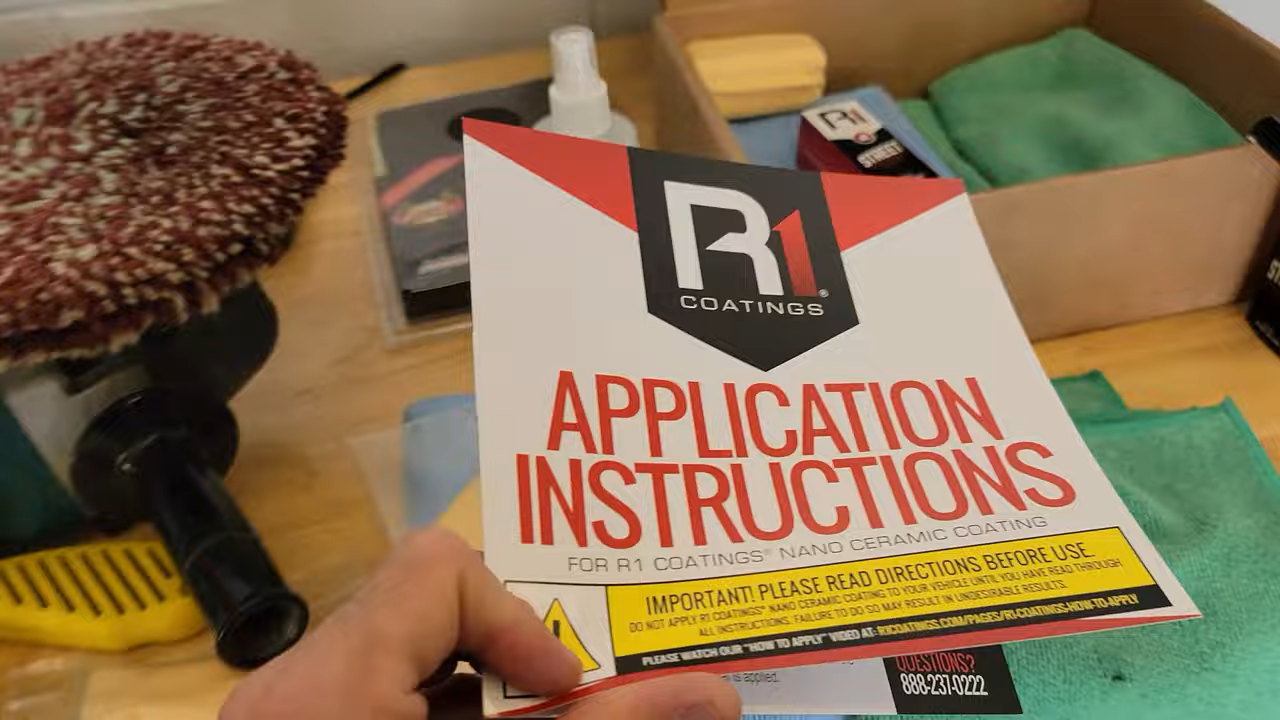 R1
STREET
R1
COATINGS®
APPLICATION
INSTRUCTIONS
FOR R1 COATINGS® NANO CERAMIC COATING
IMPORTANT! PLEASE READ DIRECTIONS BEFORE USE.
DO NOT APPLY R1 COATINGS® NANO CERAMIC COATING TO YOUR VEHICLE UNTIL YOU HAVE READ THROUGH
ALL INSTRUCTIONS. FAILURE TO DO SO MAY RESULT IN UNDESIRABLE RESULTS.
PLEASE WATCH OUR "HOW TO APPLY" VIDEO AT: R1COATINGS.COM/PAGES/R1-COATINGS-HOW-TO-APPLY
is applied.
QUESTIONS?
888-237-0222